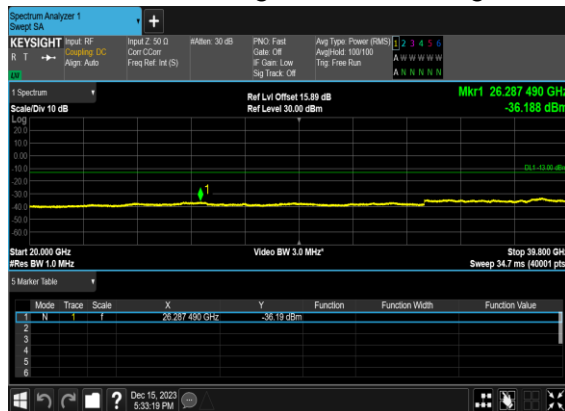 Spectrum Analyzer 1
Swept SA
+
KEYSIGHT
R T
LW
Input: RF
Coupling: DC
Align: Auto
Input Z: 50 Ω
Corr CCorr
Freq Ref: Int (S)
#Atten: 30 dB
PNO: Fast
Gate: Off
IF Gain: Low
Sig Track: Off
Avg Type: Power (RMS)
Avg|Hold: 100/100
Trig: Free Run
1 2 3 4 5 6
A W W W W W
A N N N N N
1 Spectrum
Scale/Div 10 dB
Ref Lvl Offset 15.89 dB
Ref Level 30.00 dBm
Mkr1 26.287 490 GHz
-36.188 dBm
Log
20.0
10.0
0.00
-10.0
DL1 -13.00 dBm
-20.0
-30.0
1
-40.0
-50.0
-60.0
Start 20.000 GHz
#Res BW 1.0 MHz
Video BW 3.0 MHz*
Stop 39.800 GHz
Sweep 34.7 ms (40001 pts)
5 Marker Table
Mode Trace Scale X Y Function Function Width Function Value
1 N 1 f 26.287 490 GHz -36.19 dBm
2
3
4
5
6
? Dec 15, 2023
5:33:19 PM